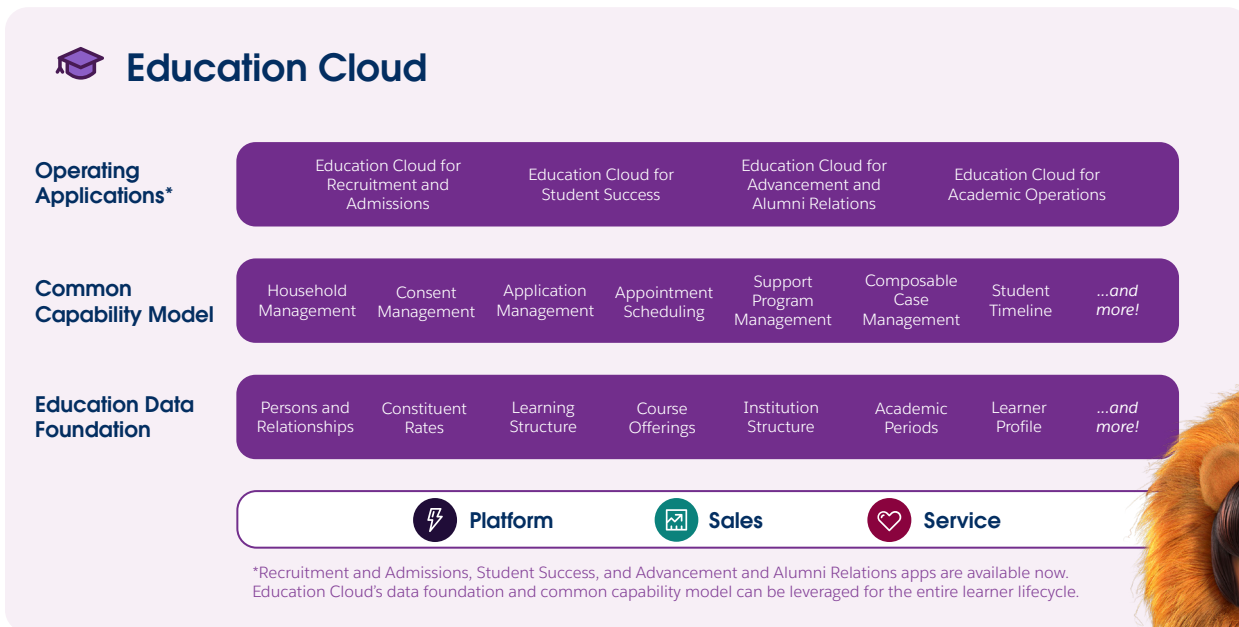 Education Cloud
Operating
Applications*
Education Cloud for
Recruitment and
Admissions
Education Cloud for
Student Success
Education Cloud for
Advancement and
Alumni Relations
Education Cloud for
Academic Operations
Common
Capability Model
Household
Management
Consent
Management
Application
Management
Appointment
Scheduling
Support
Program
Management
Composable
Case
Management
Student
Timeline
...and
more!
Education Data
Foundation
Persons and
Relationships
Constituent
Rates
Learning
Structure
Course
Offerings
Institution
Structure
Academic
Periods
Learner
Profile
...and
more!
Platform
Sales
Service
*Recruitment and Admissions, Student Success, and Advancement and Alumni Relations apps are available now.
Education Cloud's data foundation and common capability model can be leveraged for the entire learner lifecycle.